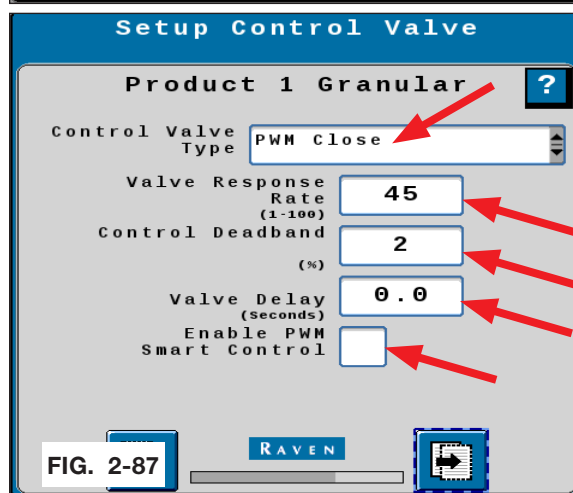 Setup Control Valve
Product 1 Granular
?
Control Valve
Type
PWM Close
Valve Response
Rate
(1-100)
45
Control Deadband
(%)
2
Valve Delay
(Seconds)
0.0
Enable PWM
Smart Control
FIG. 2-87
RAVEN